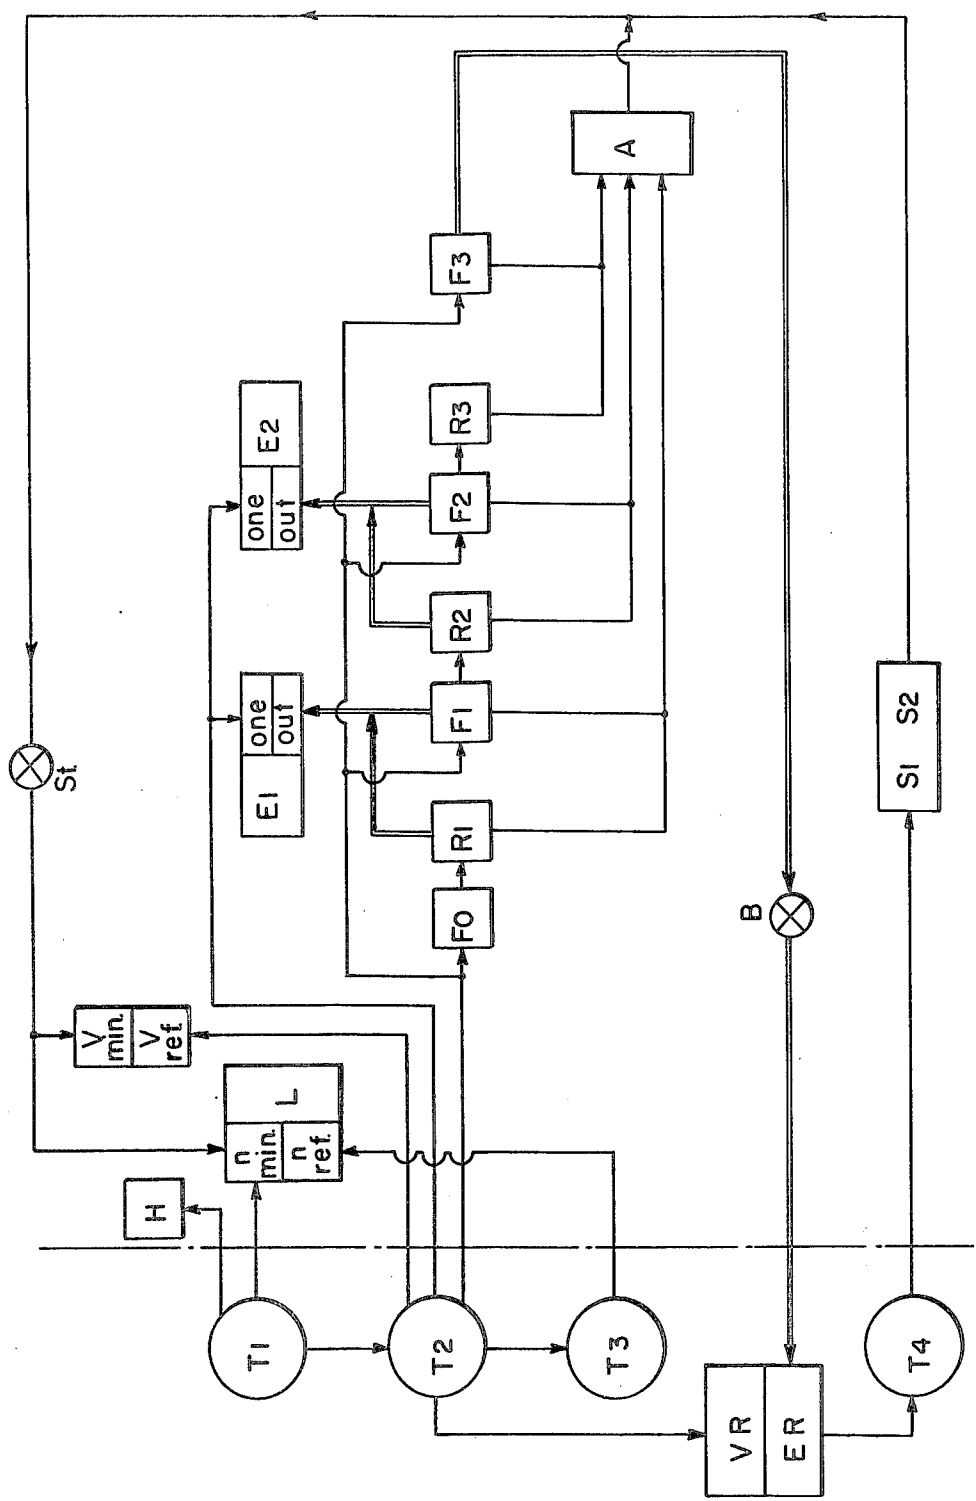 St.
V
min.
V
ref.
H
n
min.
n
ref.
L
E1
one
out
one
out
E2
F0
R1
F1
R2
F2
R3
F3
A
B
T1
T2
T3
T4
VR
ER
S1 S2